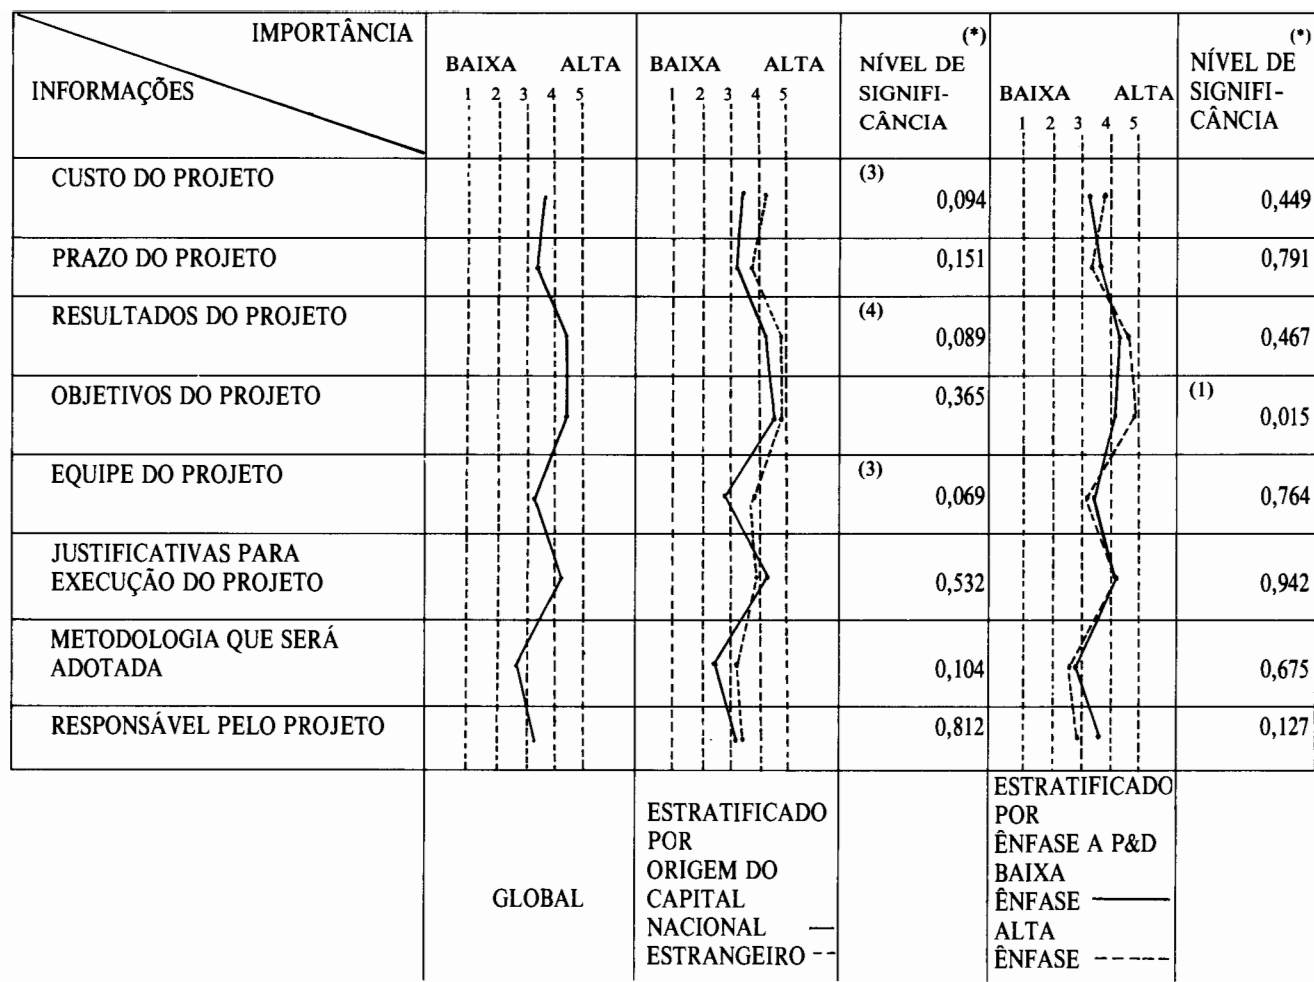 IMPORTÂNCIA
INFORMAÇÕES
BAIXA ALTA
1 2 3 4 5
BAIXA ALTA
1 2 3 4 5
(*)
NÍVEL DE
SIGNIFI-
CÂNCIA
BAIXA ALTA
1 2 3 4 5
(*)
NÍVEL DE
SIGNIFI-
CÂNCIA
CUSTO DO PROJETO
(3)
0,094
0,449
PRAZO DO PROJETO
0,151
0,791
RESULTADOS DO PROJETO
(4)
0,089
0,467
OBJETIVOS DO PROJETO
0,365
(1)
0,015
EQUIPE DO PROJETO
(3)
0,069
0,764
JUSTIFICATIVAS PARA
EXECUÇÃO DO PROJETO
0,532
0,942
METODOLOGIA QUE SERÁ
ADOTADA
0,104
0,675
RESPONSÁVEL PELO PROJETO
0,812
0,127
GLOBAL
ESTRATIFICADO
POR
ORIGEM DO
CAPITAL
NACIONAL
ESTRANGEIRO
ESTRATIFICADO
POR
ÊNFASE A P&D
BAIXA
ÊNFASE
ALTA
ÊNFASE